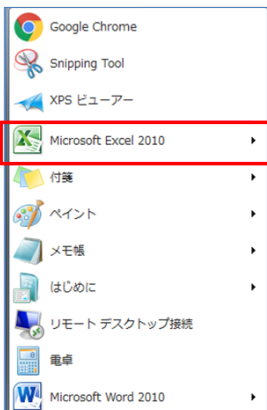 Google Chrome
Snipping Tool
XPS ビューアー
Microsoft Excel 2010
付箋
ペイント
メモ帳
はじめに
リモート デスクトップ接続
電卓
Microsoft Word 2010